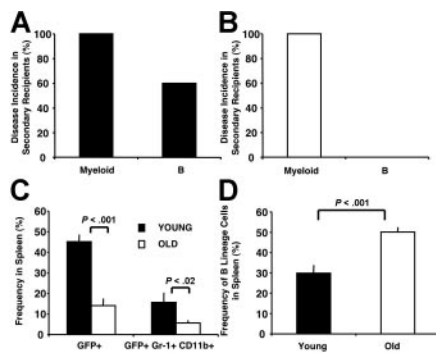 A
Disease Incidence in
Secondary Recipients (%)
100
80
60
40
20
0
Myeloid B
B
Disease Incidence in
Secondary Recipients (%)
100
80
60
40
20
0
Myeloid B
C
Frequency in Spleen (%)
60
50
40
30
20
10
0
P < .001
YOUNG
OLD
P < .02
GFP+ GFP+ Gr-1+ CD11b+
D
Frequency of B Lineage Cells
in Spleen (%)
60
50
40
30
20
10
0
P < .001
Young Old